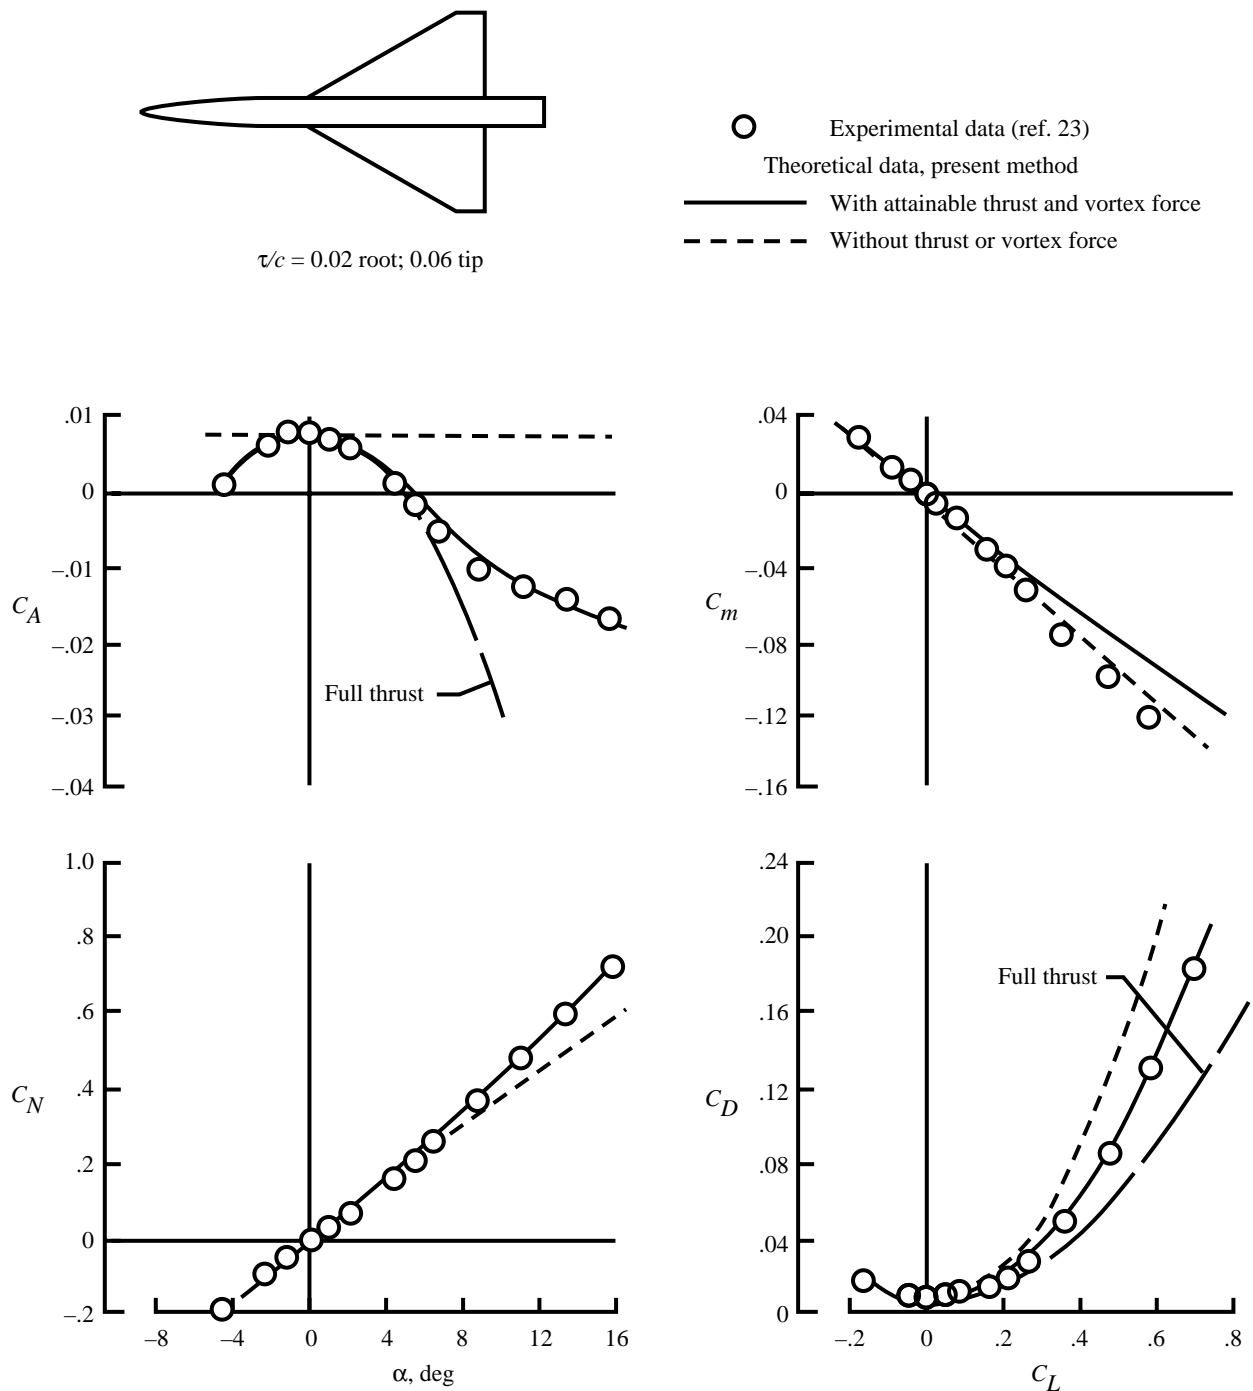 Experimental data (ref. 23)
Theoretical data, present method
With attainable thrust and vortex force
Without thrust or vortex force
τ/c = 0.02 root; 0.06 tip
.01
0
–.01
–.02
–.03
–.04
C_A
Full thrust
.04
0
–.04
–.08
–.12
–.16
C_m
1.0
.8
.6
.4
.2
0
–.2
C_N
–8 –4 0 4 8 12 16
α, deg
.24
.20
.16
.12
.08
.04
0
C_D
Full thrust
–.2 0 .2 .4 .6 .8
C_L